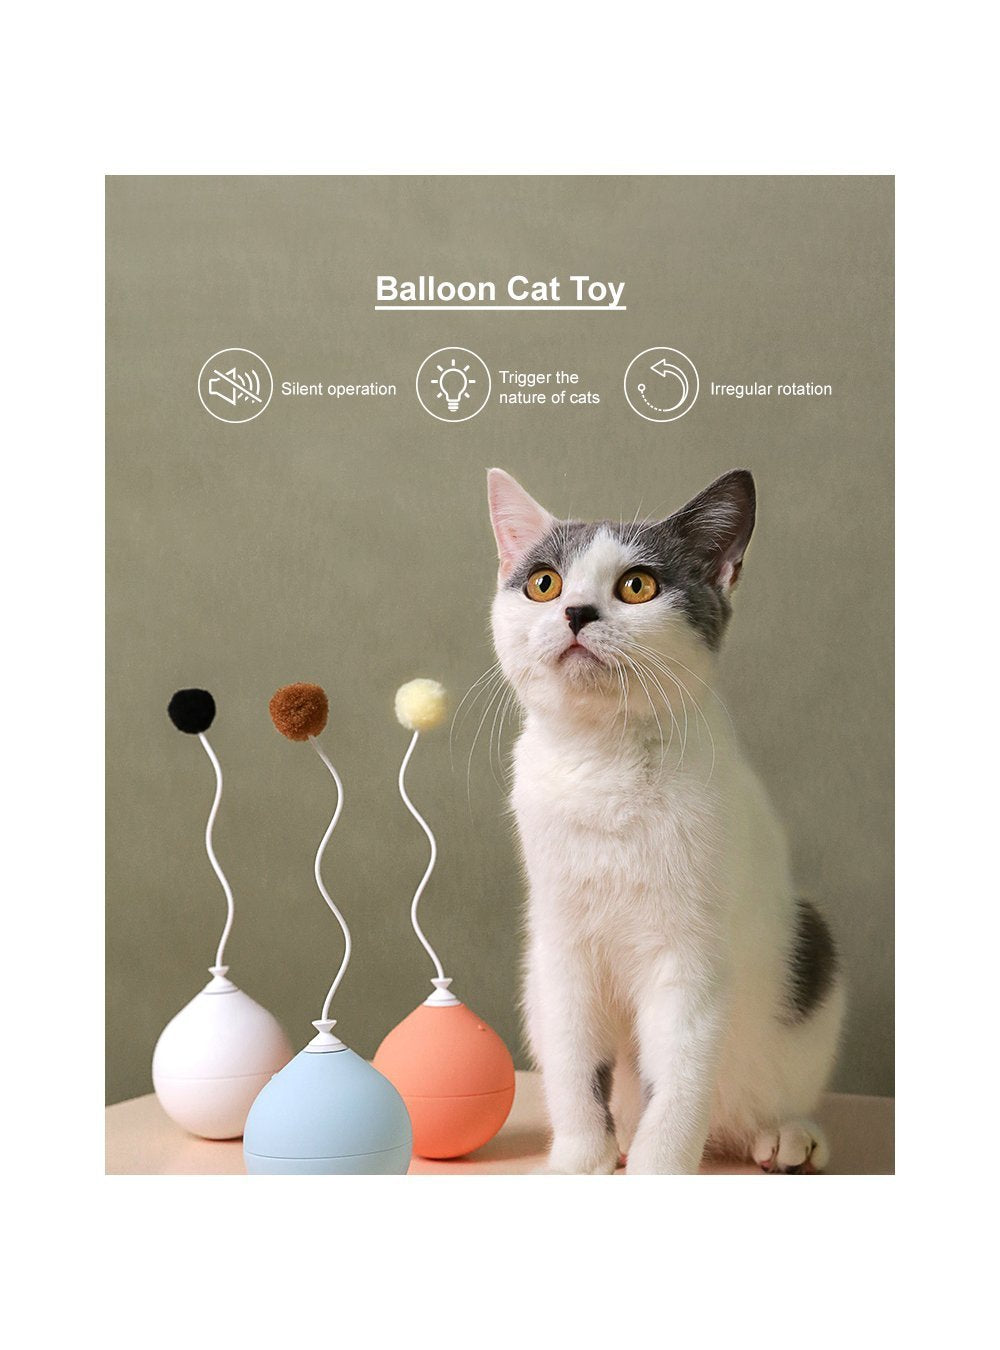 Balloon Cat Toy
Silent operation
Trigger the
nature of cats
Irregular rotation